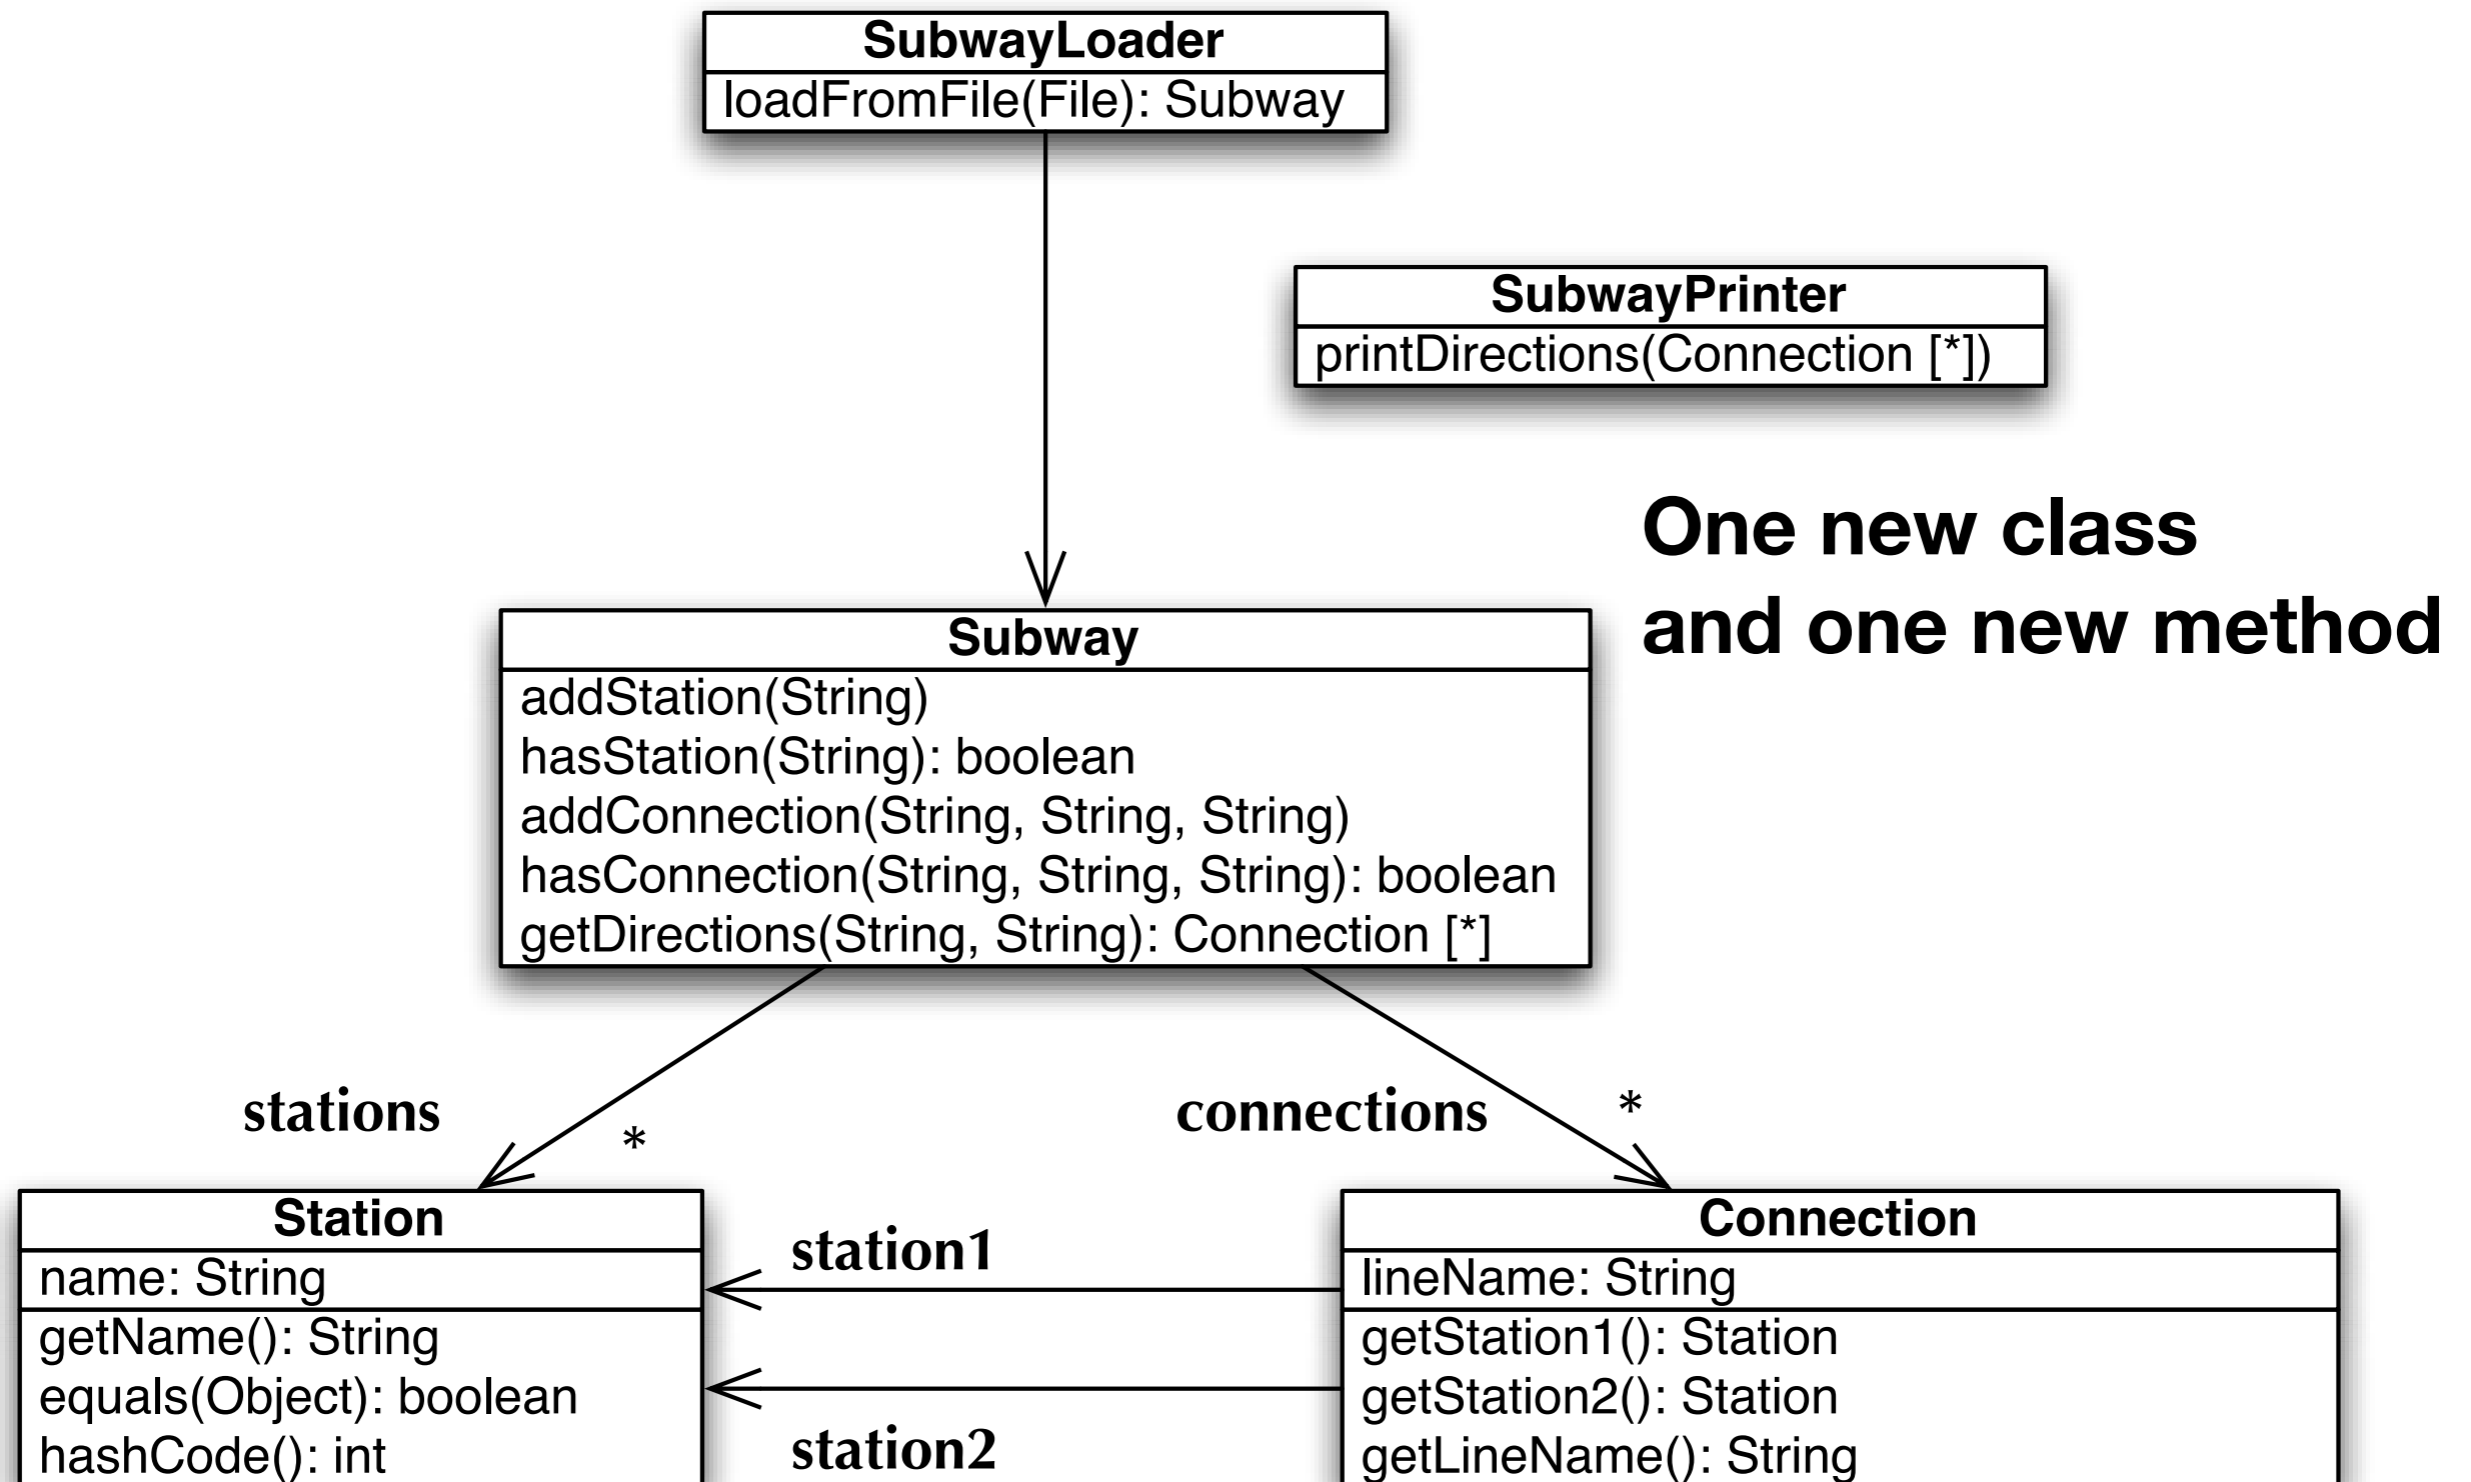 SubwayLoader
loadFromFile(File): Subway
SubwayPrinter
printDirections(Connection [*])
One new class
and one new method
Subway
addStation(String)
hasStation(String): boolean
addConnection(String, String, String)
hasConnection(String, String, String): boolean
getDirections(String, String): Connection [*]
stations
*
connections
*
Station
name: String
getName(): String
equals(Object): boolean
hashCode(): int
station1
station2
Connection
lineName: String
getStation1(): Station
getStation2(): Station
getLineName(): String